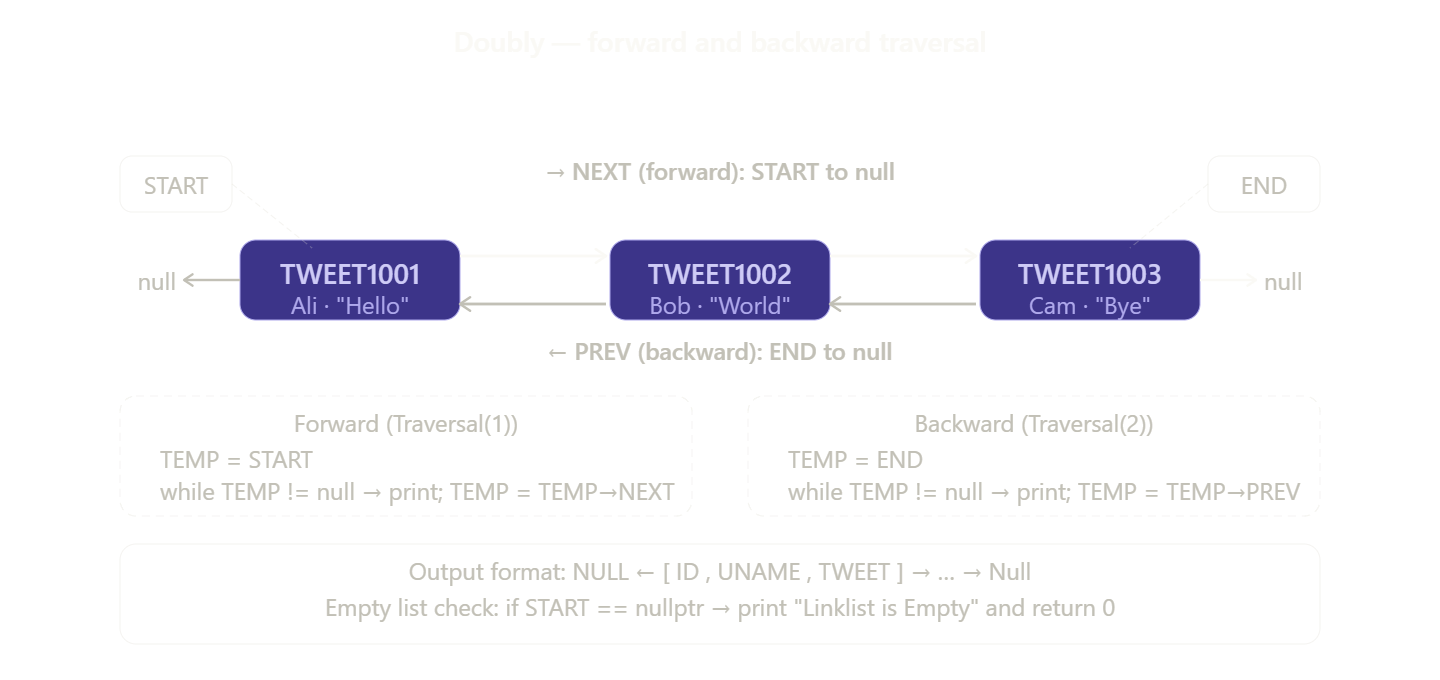 Doubly — forward and backward traversal
→ NEXT (forward): START to null
START
END
TWEET1001
TWEET1002
TWEET1003
null
Ali · "Hello"
Bob · "World"
Cam · "Bye"
null
← PREV (backward): END to null
Forward (Traversal(1))
TEMP = START
while TEMP != null → print; TEMP = TEMP→NEXT
Backward (Traversal(2))
TEMP = END
while TEMP != null → print; TEMP = TEMP→PREV
Output format: NULL ← [ ID , UNAME , TWEET ] → ... → Null
Empty list check: if START == nullptr → print "Linklist is Empty" and return 0